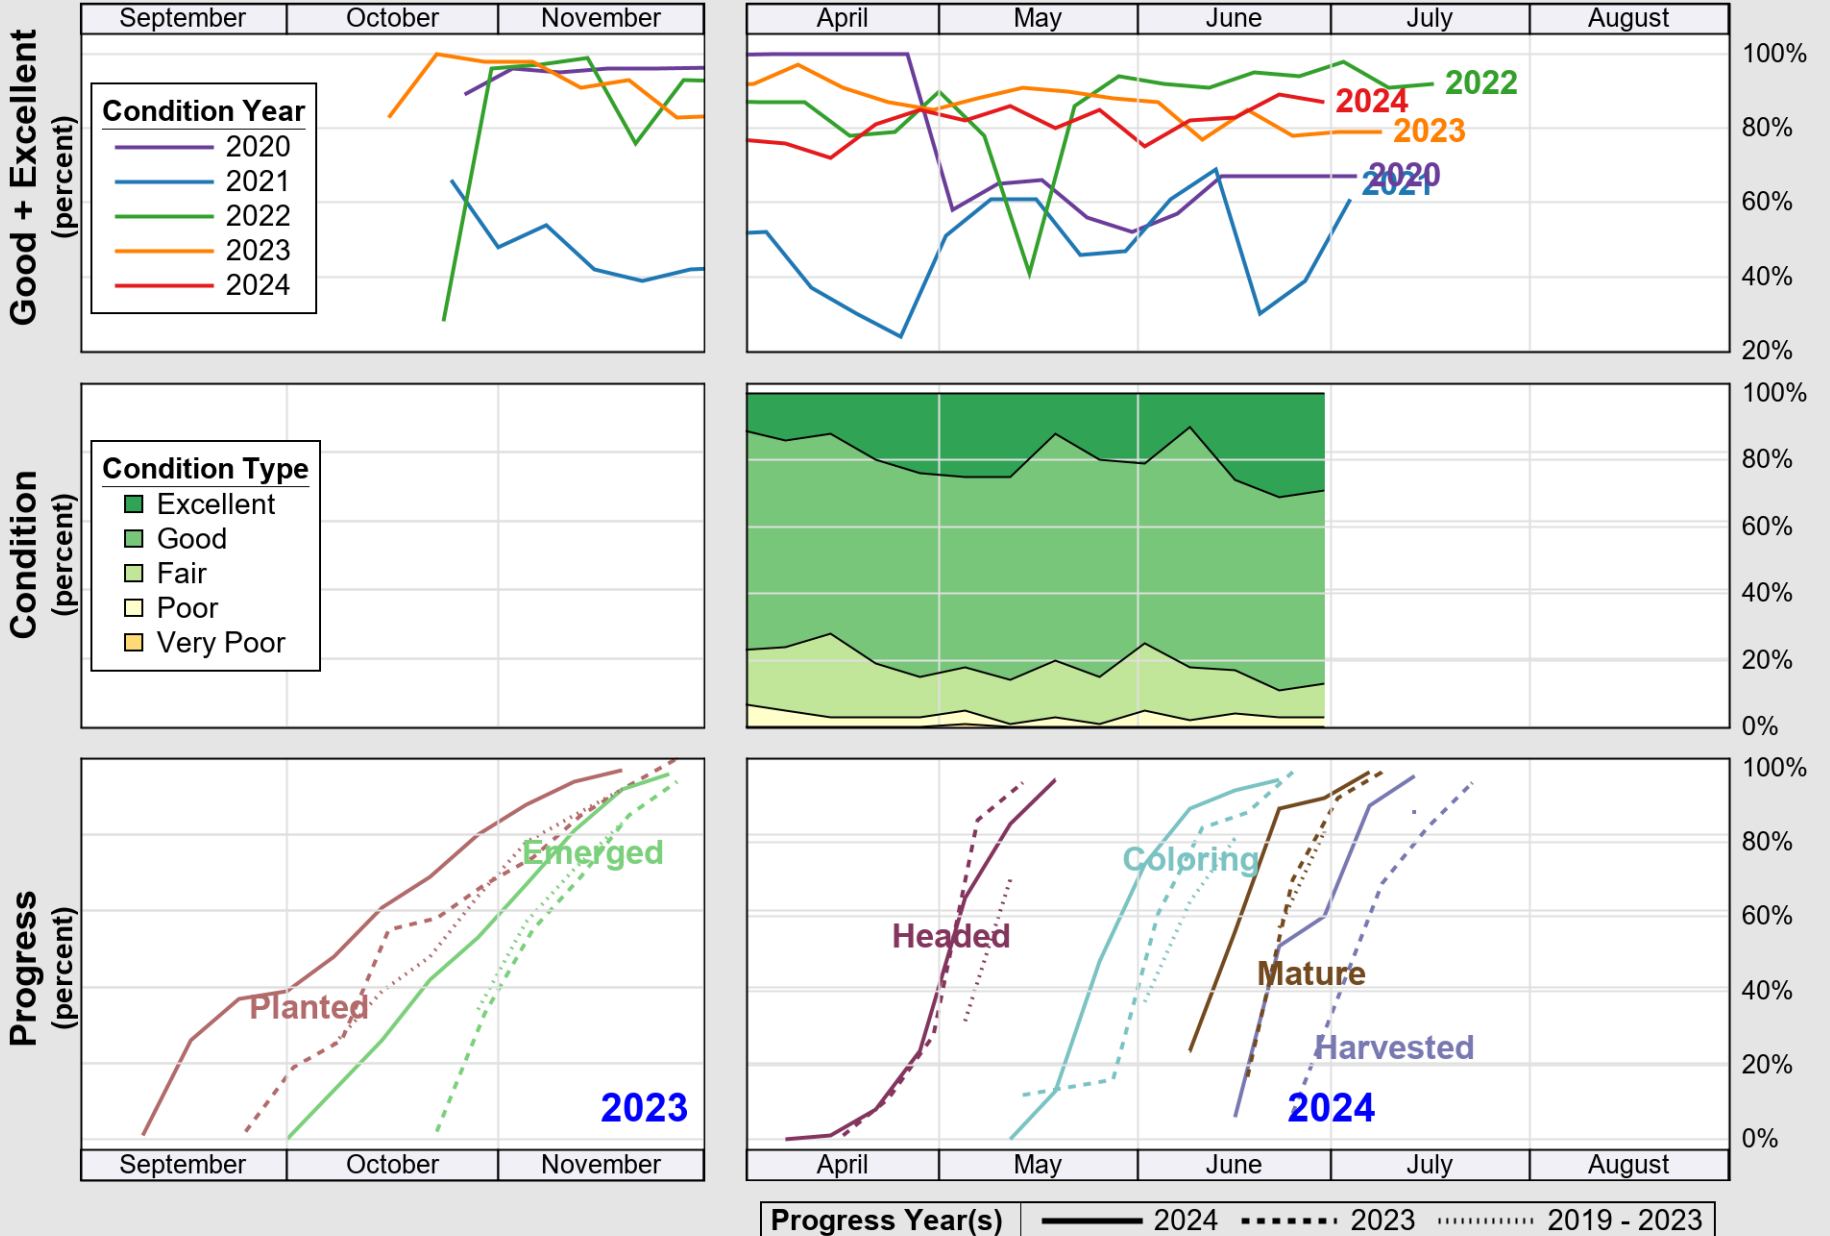 September October November April May June July August
Good + Excellent
(percent)
Condition Year
2020
2021
2022
2023
2024
2022
2024
2023
2020
2021
100%
80%
60%
40%
20%
Condition
(percent)
Condition Type
Excellent
Good
Fair
Poor
Very Poor
100%
80%
60%
40%
20%
0%
Progress
(percent)
Planted
Emerged
2023
Headed
Coloring
Mature
Harvested
2024
100%
80%
60%
40%
20%
0%
September October November April May June July August
Progress Year(s) 2024 2023 2019 - 2023